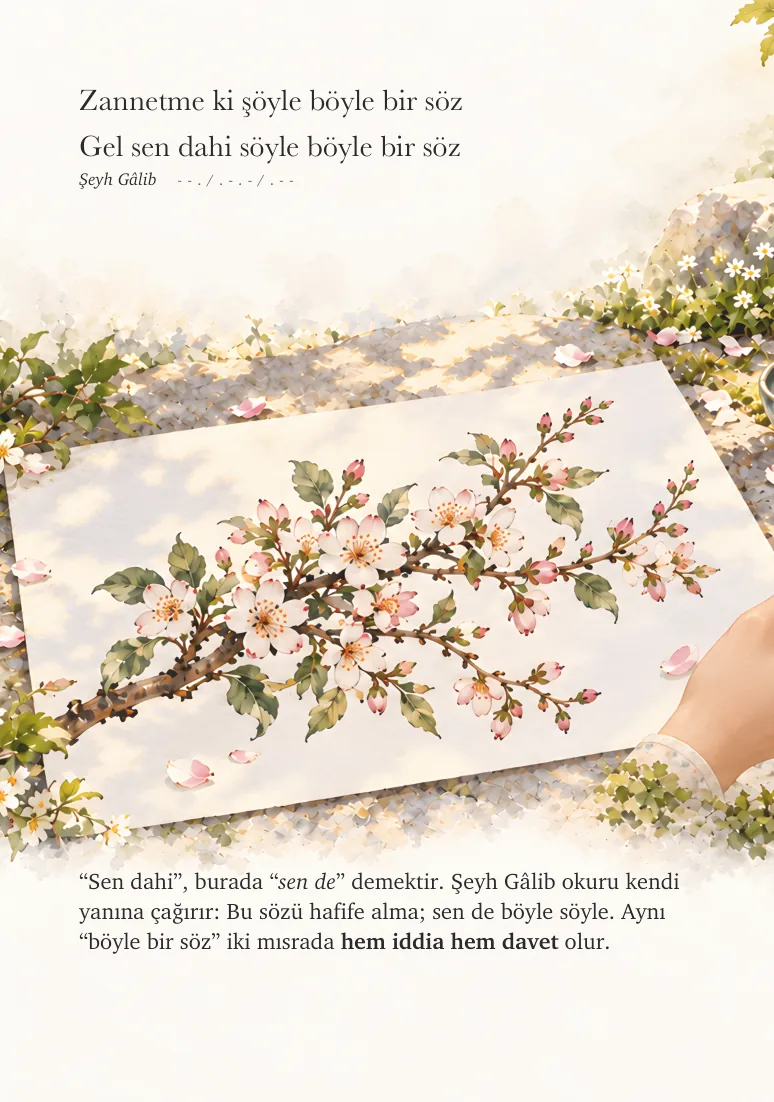 Zannetme ki şöyle böyle bir söz
Gel sen dahi söyle böyle bir söz
Şeyh Gâlib - - . / . - . - / . - -
“Sen dahi”, burada “sen de” demektir. Şeyh Gâlib okuru kendi
yanına çağırır: Bu sözü hafife alma; sen de böyle söyle. Aynı
“böyle bir söz” iki mısrada hem iddia hem davet olur.